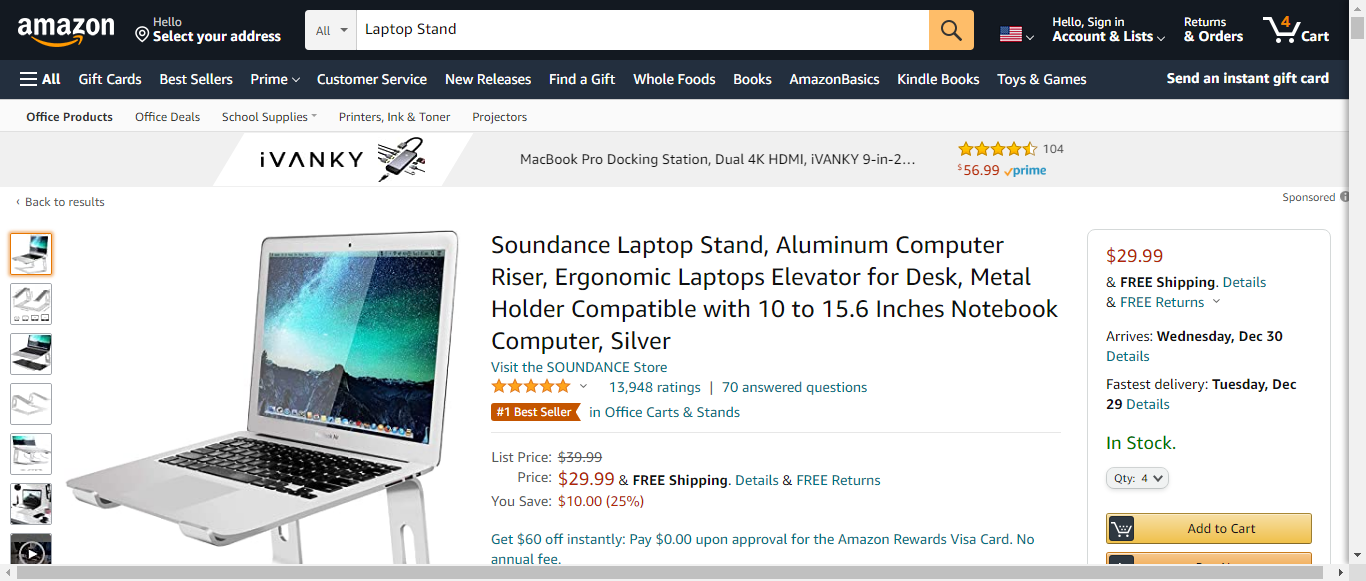 amazon
Hello
Select your address
All
Laptop Stand
Hello, Sign in
Account & Lists
Returns
& Orders
4
Cart
All
Gift Cards
Best Sellers
Prime
Customer Service
New Releases
Find a Gift
Whole Foods
Books
AmazonBasics
Kindle Books
Toys & Games
Send an instant gift card
Office Products
Office Deals
School Supplies
Printers, Ink & Toner
Projectors
iVANKY
MacBook Pro Docking Station, Dual 4K HDMI, iVANKY 9-in-2...
104
$56.99 prime
‹ Back to results
Sponsored
Soundance Laptop Stand, Aluminum Computer
Riser, Ergonomic Laptops Elevator for Desk, Metal
Holder Compatible with 10 to 15.6 Inches Notebook
Computer, Silver
Visit the SOUNDANCE Store
13,948 ratings | 70 answered questions
#1 Best Seller in Office Carts & Stands
List Price: $39.99
Price: $29.99 & FREE Shipping. Details & FREE Returns
You Save: $10.00 (25%)
Get $60 off instantly: Pay $0.00 upon approval for the Amazon Rewards Visa Card. No
annual fee.
MacBook Air
$29.99
& FREE Shipping. Details
& FREE Returns
Arrives: Wednesday, Dec 30
Details
Fastest delivery: Tuesday, Dec
29 Details
In Stock.
Qty: 4
Add to Cart